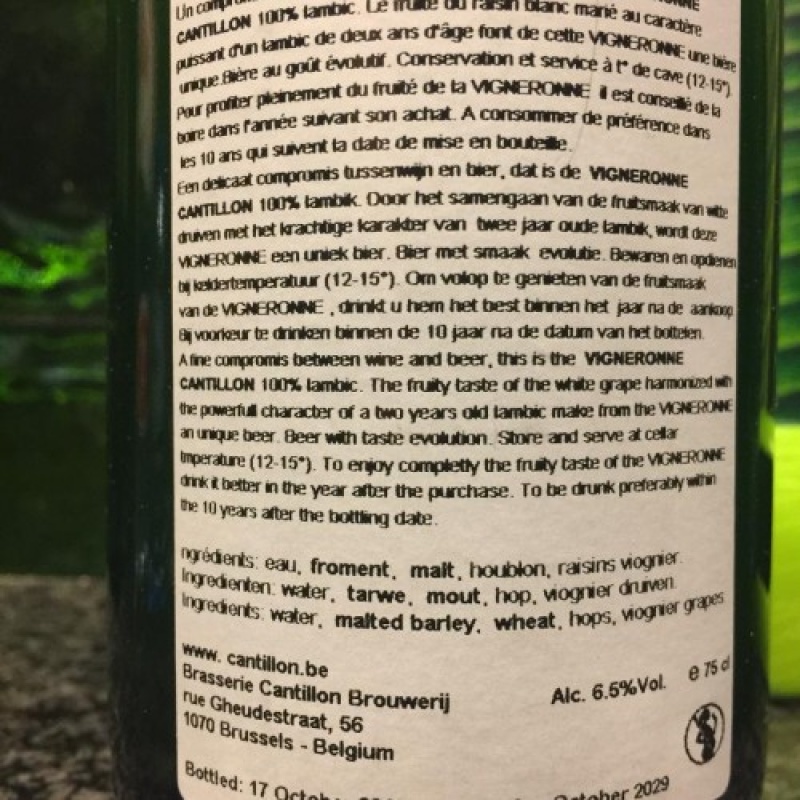 Un
CANTILLON 100% lambic. Le fruité du raisin blanc marié au caractère
puissant d'un lambic de deux ans d'âge font de cette VIGNERONNE une bière
unique.Bière au goût évolutif. Conservation et service à t° de cave (12-15°).
Pour profiter pleinement du fruité de la VIGNERONNE il est conseillé de la
boire dans l'année suivant son achat. A consommer de préférence dans
les 10 ans qui suivent la date de mise en bouteille.
Een delicaat compromis tussenwijn en bier, dat is de VIGNERONNE
CANTILLON 100% lambik. Door het samengaan van de fruitsmaak van witte
druiven met het krachtige karakter van twee jaar oude lambik, wordt deze
VIGNERONNE een uniek bier. Bier met smaak evolutie. Bewaren en opdienen
bij keldertemperatuur (12-15°). Om volop te genieten van de fruitsmaak
van de VIGNERONNE , drinkt u hem het best binnen het jaar na de aankoop
Bij voorkeur te drinken binnen de 10 jaar na de datum van het bottelen.
A fine compromis between wine and beer, this is the VIGNERONNE
CANTILLON 100% lambic. The fruity taste of the white grape harmonized with
the powerfull character of a two years old lambic make from the VIGNERONNE
an unique beer. Beer with taste evolution. Store and serve at cellar
tmperature (12-15°). To enjoy completly the fruity taste of the VIGNERONNE
drink it better in the year after the purchase. To be drunk preferably within
the 10 years after the bottling date.
ngrédients: eau, froment, malt, houblon, raisins viognier.
Ingredienten: water, tarwe, mout, hop, viognier druiven.
Ingredients: water, malted barley, wheat, hops, viognier grapes
www. cantillon.be
Brasserie Cantillon Brouwerij
rue Gheudestraat, 56
1070 Brussels - Belgium
Alc. 6.5%Vol. e 75 cl
Bottled: 17 October 2029